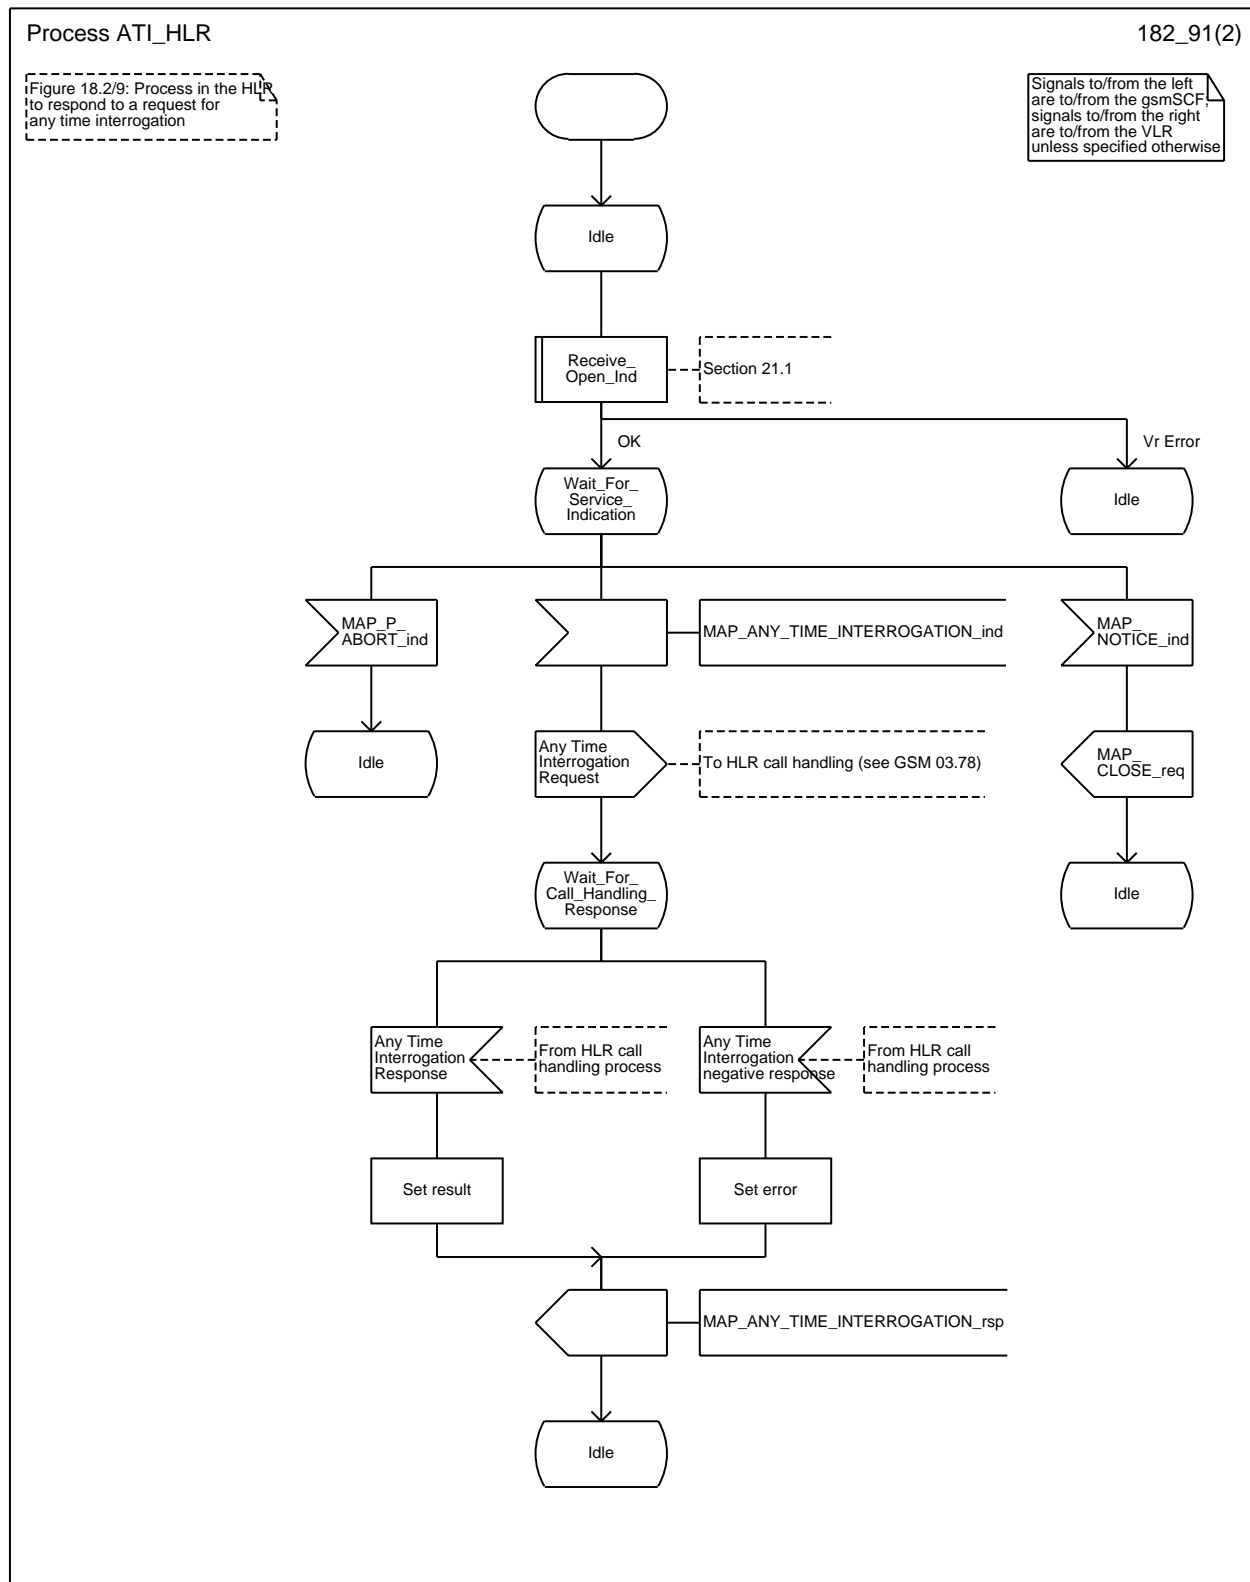 Process ATI_HLR
182_91(2)
Figure 18.2/9: Process in the HLR
to respond to a request for
any time interrogation
Signals to/from the left
are to/from the gsmSCF;
signals to/from the right
are to/from the VLR
unless specified otherwise
Idle
Receive_
Open_Ind
Section 21.1
OK
Vr Error
Wait_For_
Service_
Indication
Idle
MAP_P_
ABORT_ind
MAP_ANY_TIME_INTERROGATION_ind
MAP_
NOTICE_ind
Idle
Any Time
Interrogation
Request
To HLR call handling (see GSM 03.78)
MAP_
CLOSE_req
Wait_For_
Call_Handling_
Response
Idle
Any Time
Interrogation
Response
From HLR call
handling process
Any Time
Interrogation
negative response
From HLR call
handling process
Set result
Set error
MAP_ANY_TIME_INTERROGATION_rsp
Idle